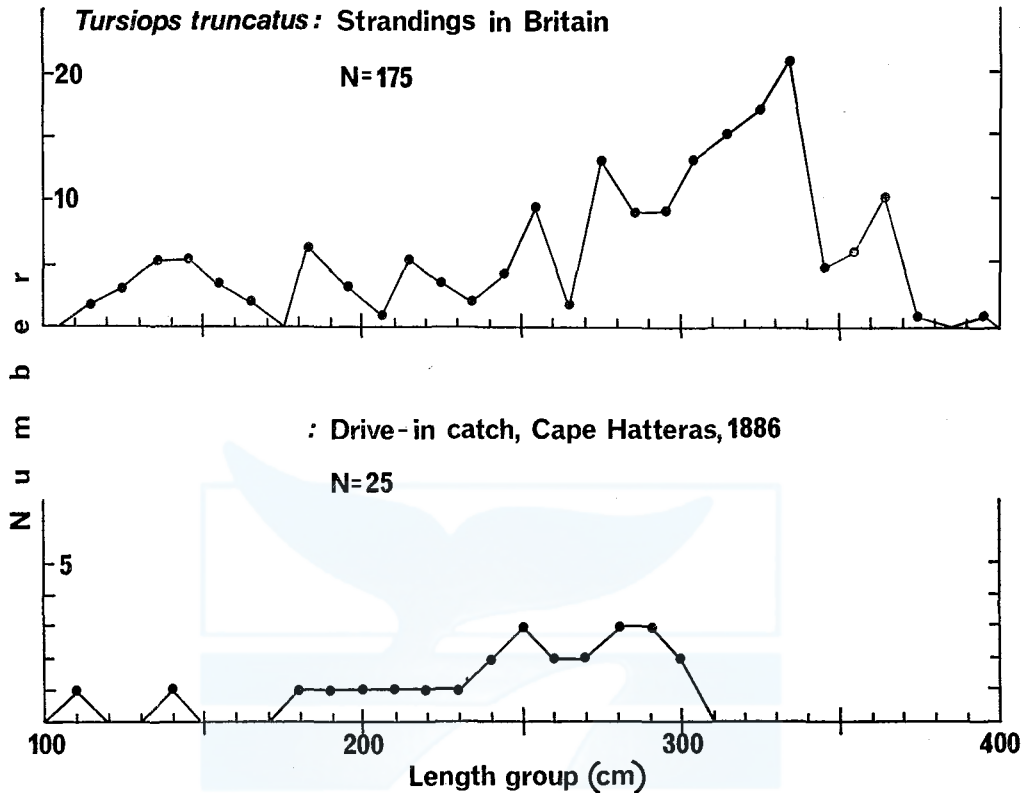 Tursiops truncatus: Strandings in Britain
N=175
20
10
Number
: Drive-in catch, Cape Hatteras, 1886
N=25
5
100 200 300 400
Length group (cm)